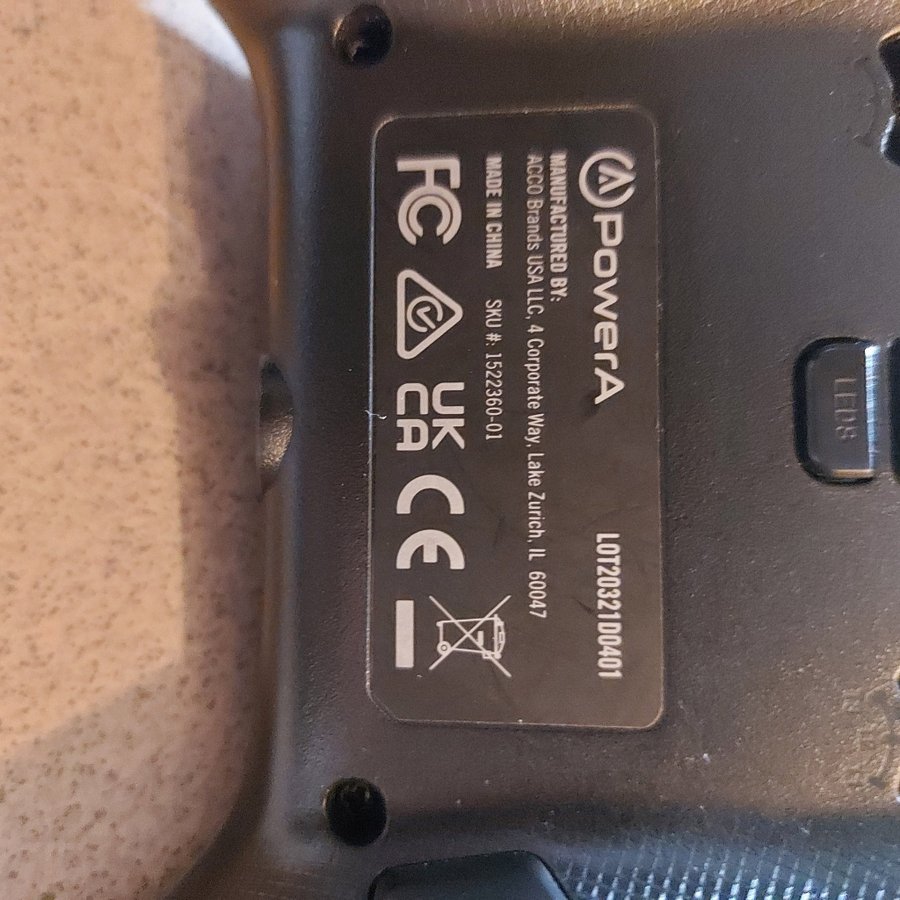 PowerA
LOT20321D0401
MANUFACTURED BY:
ACCO Brands USA LLC, 4 Corporate Way, Lake Zurich, IL 60047
MADE IN CHINA SKU #: 1522360-01
FC UK CA CE
LEDS